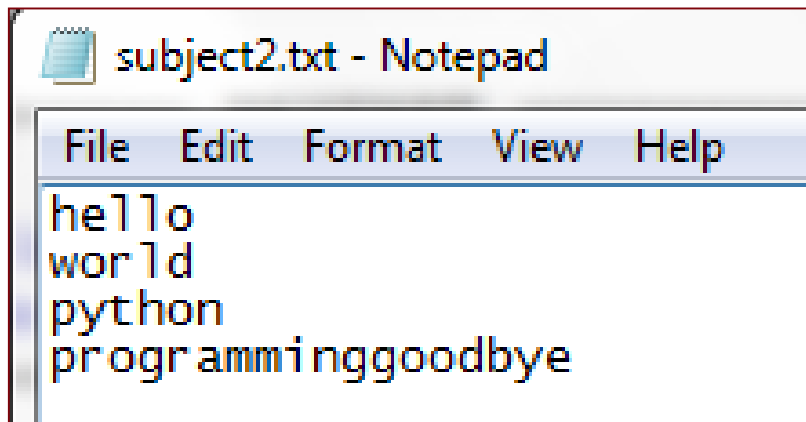 subject2.txt - Notepad
File Edit Format View Help
hello
world
python
programminggoodbye